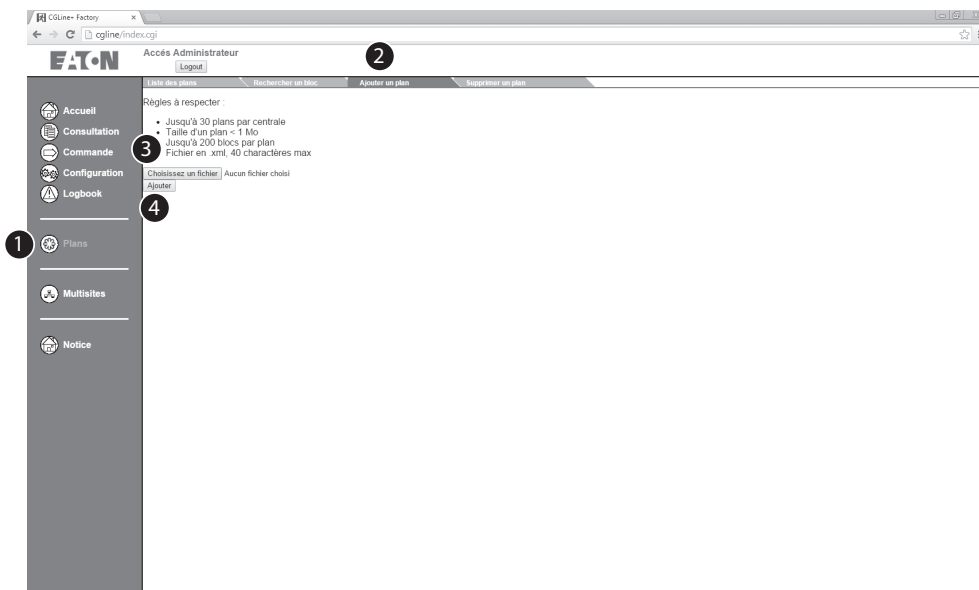 CGLine+ Factory
cgline/index.cgi
EATON
Accés Administrateur
2
Logout
Liste des plans Rechercher un bloc Ajouter un plan Supprimer un plan
Règles à respecter :
Jusqu'à 30 plans par centrale
Taille d'un plan < 1 Mo
Jusqu'à 200 blocs par plan
Fichier en .xml, 40 charactères max
3
Choisissez un fichier Aucun fichier choisi
Ajouter
4
Accueil
Consultation
Commande
Configuration
Logbook
1
Plans
Multisites
Notice